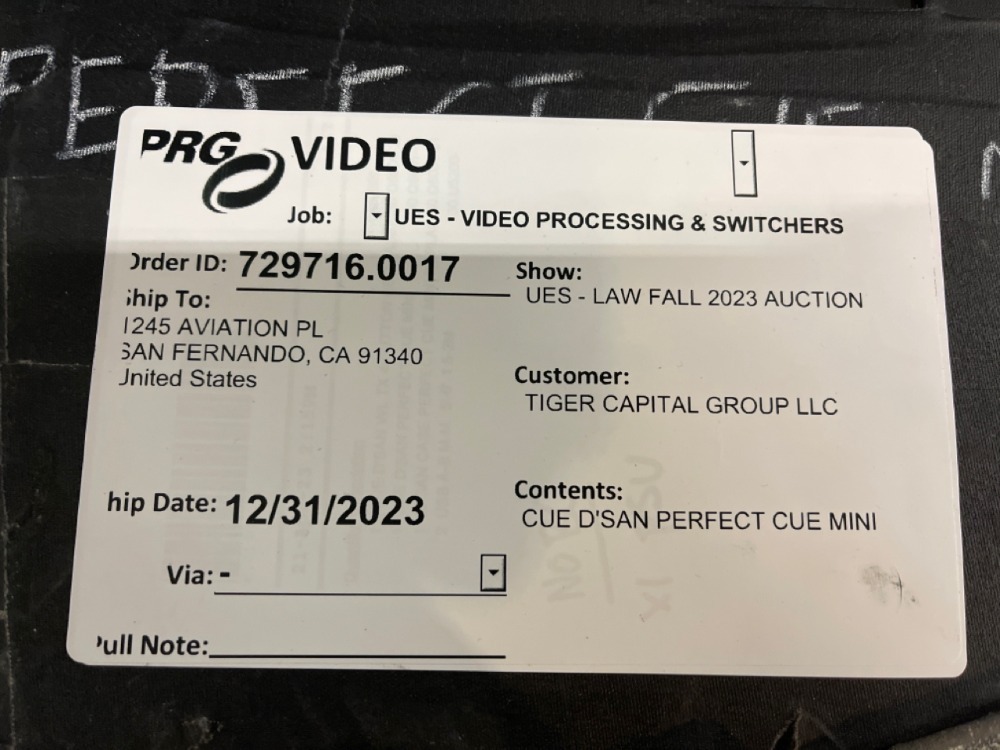 PERFECT CUE M
PRG VIDEO
Job: UES - VIDEO PROCESSING & SWITCHERS
Order ID: 729716.0017
Show:
UES - LAW FALL 2023 AUCTION
Ship To:
1245 AVIATION PL
SAN FERNANDO, CA 91340
United States
Customer:
TIGER CAPITAL GROUP LLC
Ship Date: 12/31/2023
Contents:
CUE D'SAN PERFECT CUE MINI
Via: -
Pull Note: